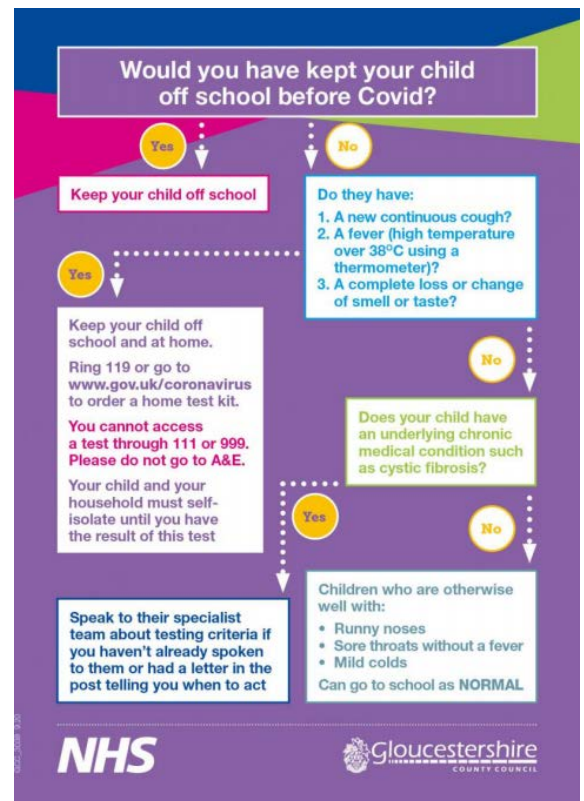 Would you have kept your child
off school before Covid?
Yes
No
Keep your child off school
Do they have:
1. A new continuous cough?
2. A fever (high temperature
over 38°C using a
thermometer)?
3. A complete loss or change
of smell or taste?
Yes
Keep your child off
school and at home.
Ring 119 or go to
www.gov.uk/coronavirus
to order a home test kit.
You cannot access
a test through 111 or 999.
Please do not go to A&E.
Your child and your
household must self-
isolate until you have
the result of this test
No
Does your child have
an underlying chronic
medical condition such
as cystic fibrosis?
Yes
No
Speak to their specialist
team about testing criteria if
you haven't already spoken
to them or had a letter in the
post telling you when to act
Children who are otherwise
well with:
• Runny noses
• Sore throats without a fever
• Mild colds
Can go to school as NORMAL
NHS
Gloucestershire
COUNTY COUNCIL